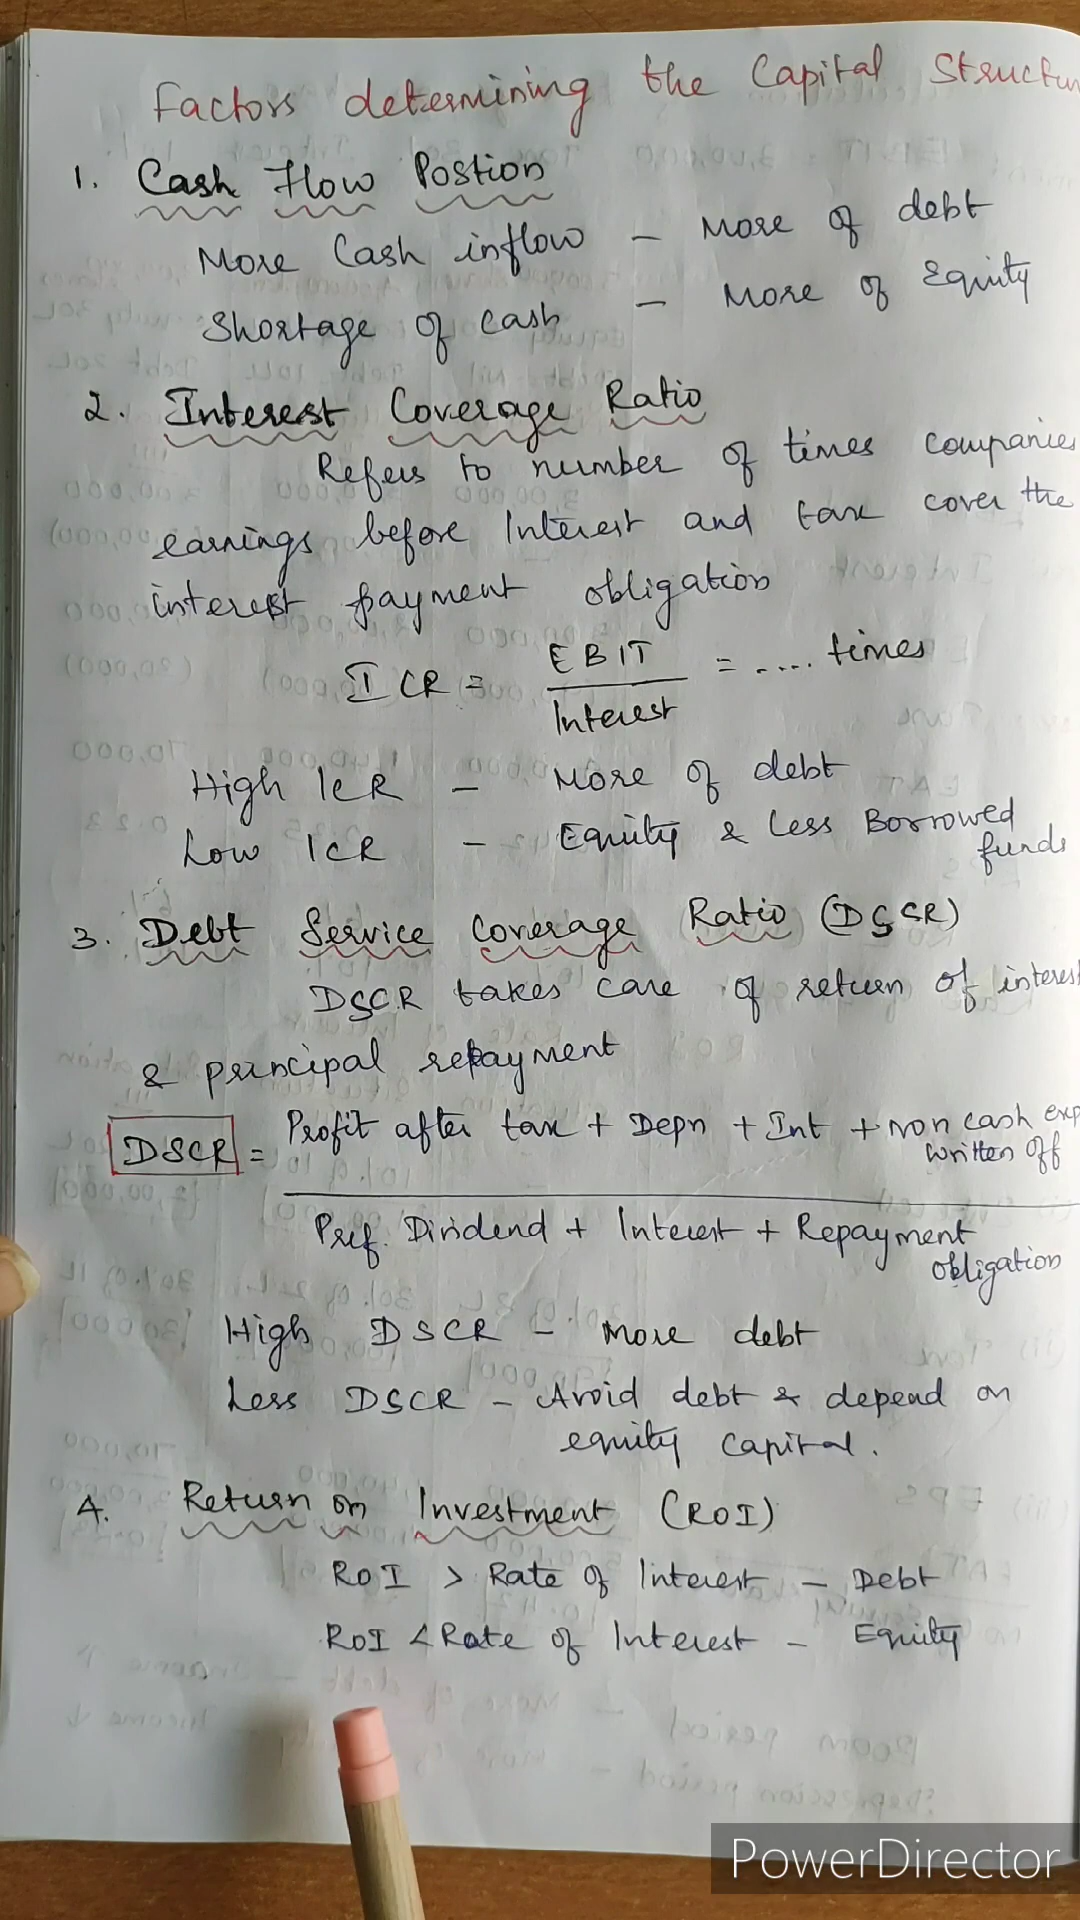 Factors determining the Capital Structur
1. Cash Flow Postion
More Cash inflow – More of debt
Shortage of cash – More of Equity
2. Interest Coverage Ratio
Refers to number of times companies
earnings before Interest and tax cover the
interest payment obligation
ICR = EBIT / Interest = .... times
High ICR – More of debt
Low ICR – Equity & Less Borrowed funds
3. Debt Service Coverage Ratio (DSCR)
DSCR takes care of return of interest
& principal repayment
DSCR = Profit after tax + Depn + Int + non cash exp written off
Pref. Dividend + Interest + Repayment obligation
High DSCR – More debt
Less DSCR – Avoid debt & depend on
equity capital.
4. Return on Investment (ROI)
ROI > Rate of Interest – Debt
ROI < Rate of Interest – Equity
PowerDirector